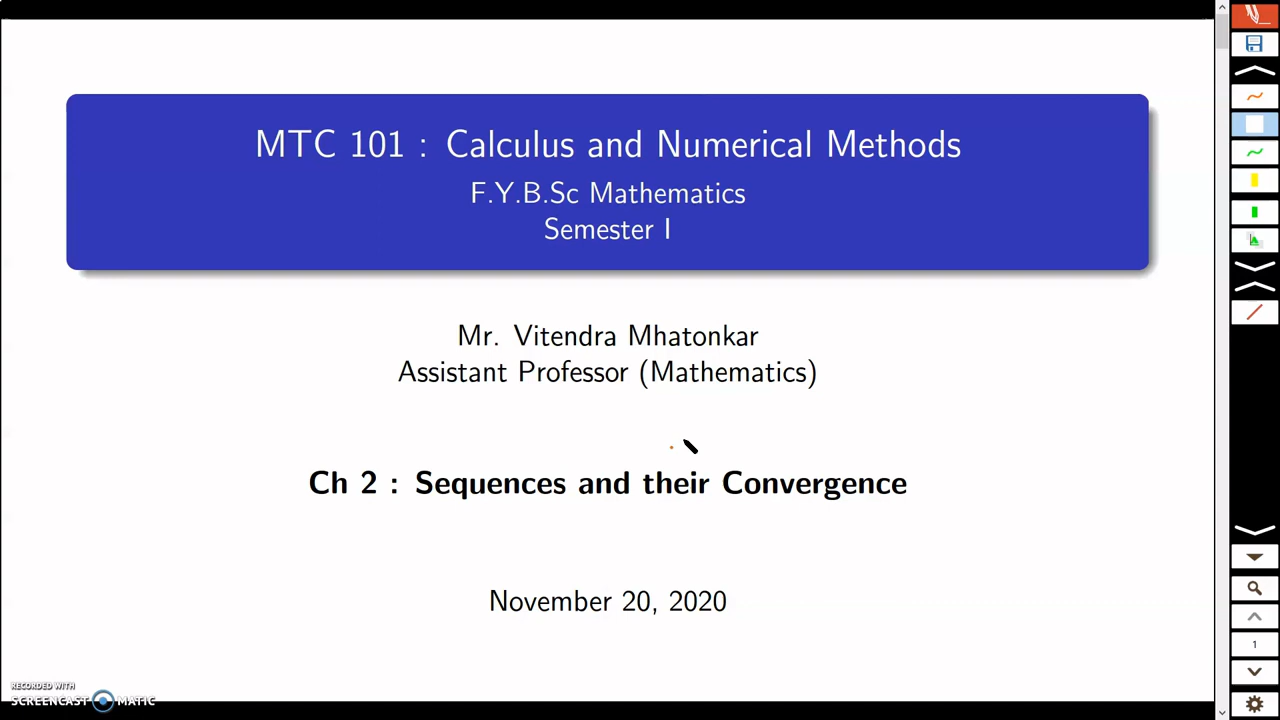 MTC 101 : Calculus and Numerical Methods
F.Y.B.Sc Mathematics
Semester I
Mr. Vitendra Mhatonkar
Assistant Professor (Mathematics)
Ch 2 : Sequences and their Convergence
November 20, 2020
1
RECORDED WITH
SCREENCAST MATIC